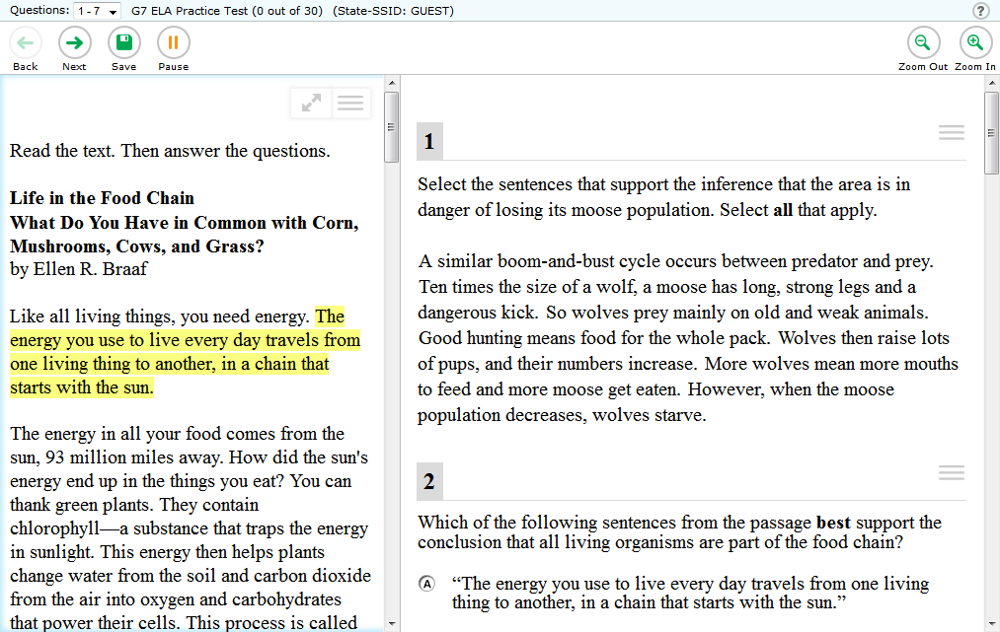 Questions: 1 - 7 G7 ELA Practice Test (0 out of 30) (State-SSID: GUEST) ?
Back Next Save Pause Zoom Out Zoom In
Read the text. Then answer the questions.
Life in the Food Chain
What Do You Have in Common with Corn,
Mushrooms, Cows, and Grass?
by Ellen R. Braaf
Like all living things, you need energy. The
energy you use to live every day travels from
one living thing to another, in a chain that
starts with the sun.
The energy in all your food comes from the
sun, 93 million miles away. How did the sun's
energy end up in the things you eat? You can
thank green plants. They contain
chlorophyll—a substance that traps the energy
in sunlight. This energy then helps plants
change water from the soil and carbon dioxide
from the air into oxygen and carbohydrates
that power their cells. This process is called
1
Select the sentences that support the inference that the area is in
danger of losing its moose population. Select all that apply.
A similar boom-and-bust cycle occurs between predator and prey.
Ten times the size of a wolf, a moose has long, strong legs and a
dangerous kick. So wolves prey mainly on old and weak animals.
Good hunting means food for the whole pack. Wolves then raise lots
of pups, and their numbers increase. More wolves mean more mouths
to feed and more moose get eaten. However, when the moose
population decreases, wolves starve.
2
Which of the following sentences from the passage best support the
conclusion that all living organisms are part of the food chain?
A “The energy you use to live every day travels from one living
thing to another, in a chain that starts with the sun.”